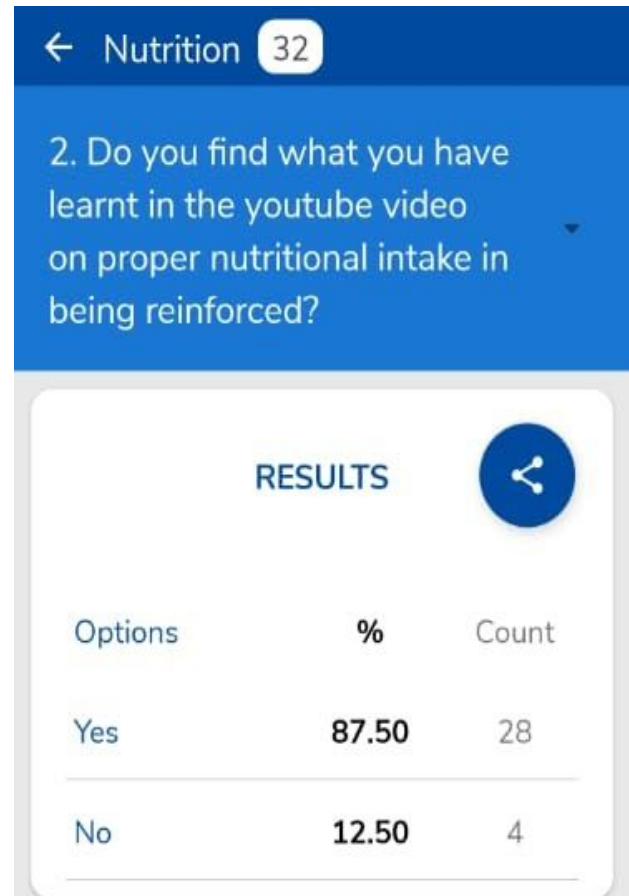 Nutrition 32
2. Do you find what you have
learnt in the youtube video
on proper nutritional intake in
being reinforced?
RESULTS
Options % Count
Yes 87.50 28
No 12.50 4